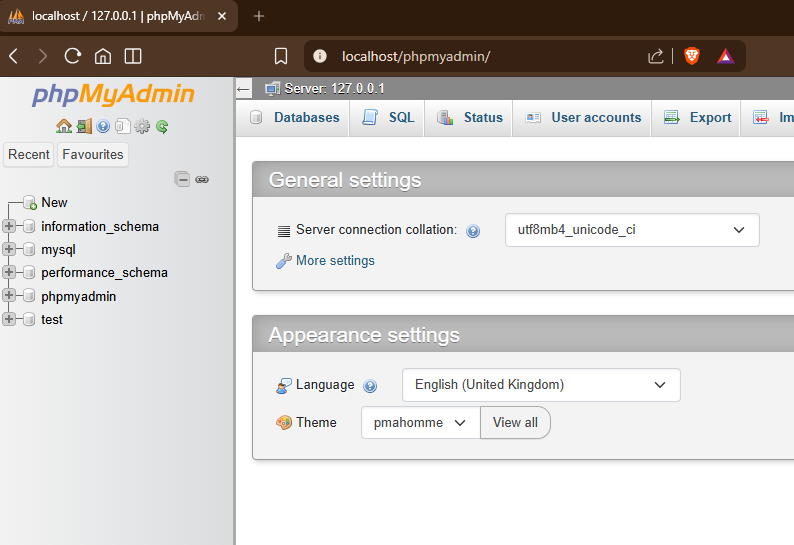 localhost / 127.0.0.1 | phpMyAdm
localhost/phpmyadmin/
phpMyAdmin
Server: 127.0.0.1
Databases SQL Status User accounts Export Im
Recent Favourites
New
information_schema
mysql
performance_schema
phpmyadmin
test
General settings
Server connection collation: utf8mb4_unicode_ci
More settings
Appearance settings
Language English (United Kingdom)
Theme pmahomme View all